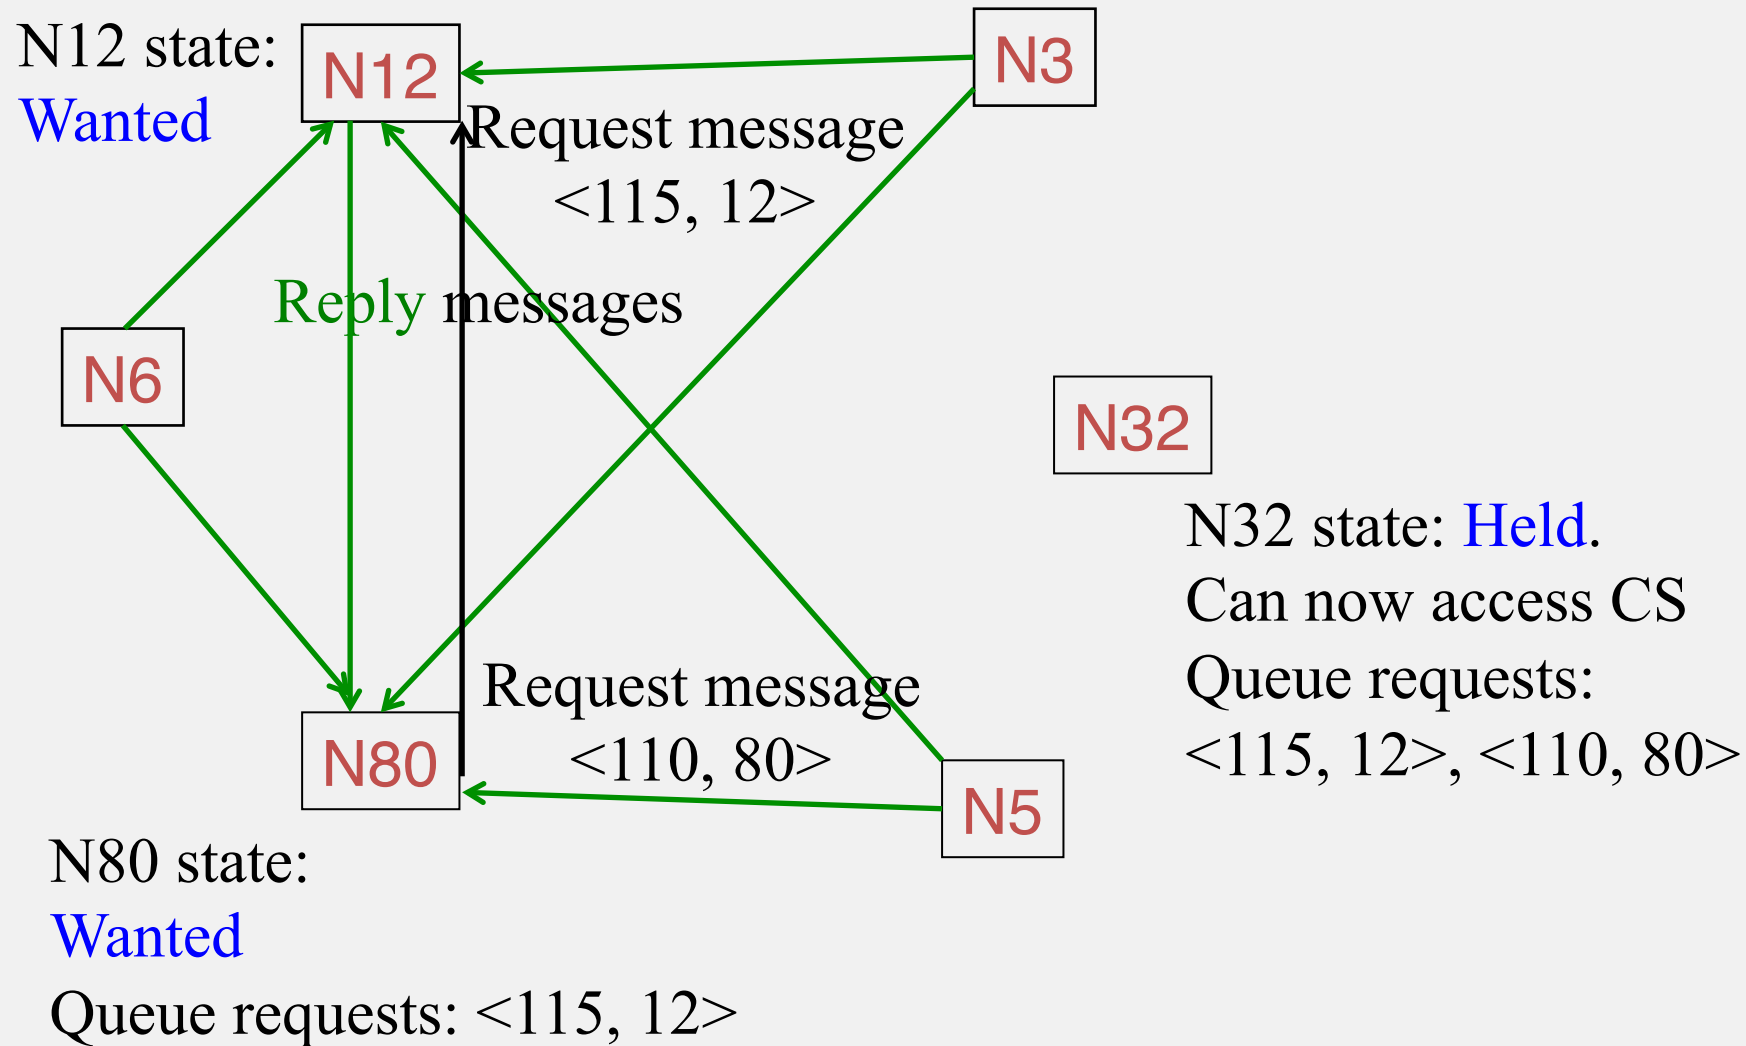 N12 state:
Wanted
N12
N3
Request message
<115, 12>
Reply messages
N6
N32
N32 state: Held.
Can now access CS
Queue requests:
<115, 12>, <110, 80>
Request message
<110, 80>
N80
N5
N80 state:
Wanted
Queue requests: <115, 12>